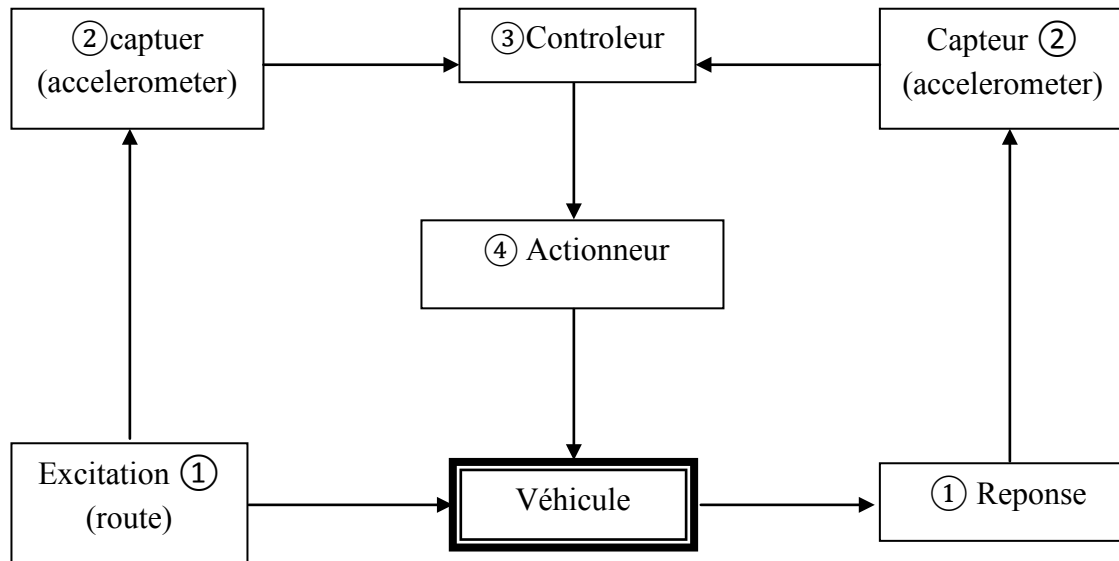 ②captuer
(accelerometer)
③Controleur
Capteur ②
(accelerometer)
④ Actionneur
Excitation ①
(route)
Véhicule
① Reponse